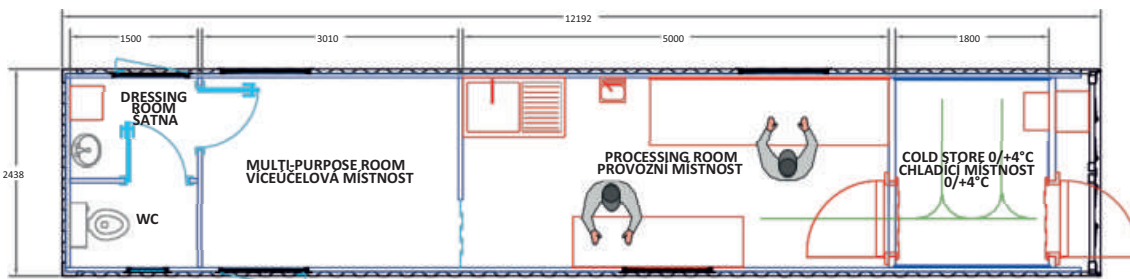 12192
1500
3010
5000
1800
2438
DRESSING
ROOM
ŠATNA
MULTI-PURPOSE ROOM
VÍCEÚČELOVÁ MÍSTNOST
PROCESSING ROOM
PROVOZNÍ MÍSTNOST
COLD STORE 0/+4°C
CHLADÍCÍ MÍSTNOST
0/+4°C
WC